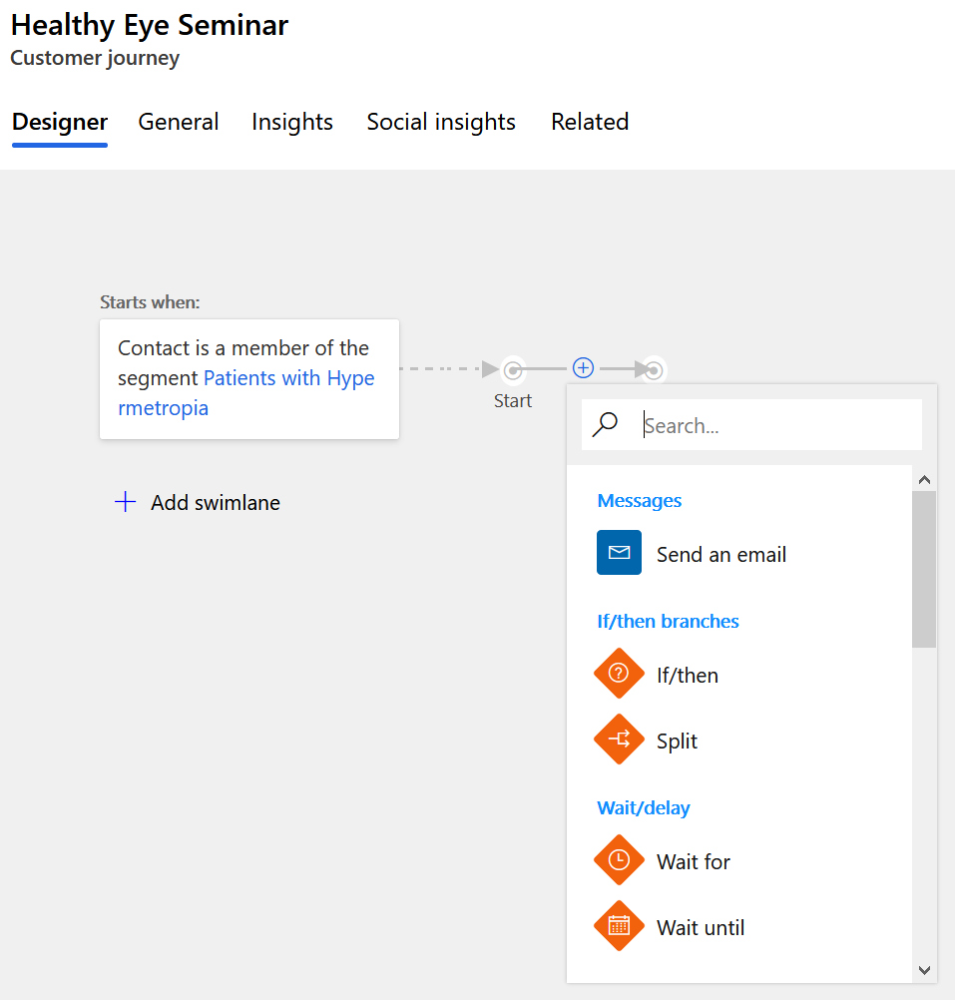 Healthy Eye Seminar
Customer journey
Designer General Insights Social insights Related
Starts when:
Contact is a member of the
segment Patients with Hype
rmetropia
Start
Add swimlane
Search...
Messages
Send an email
If/then branches
If/then
Split
Wait/delay
Wait for
Wait until